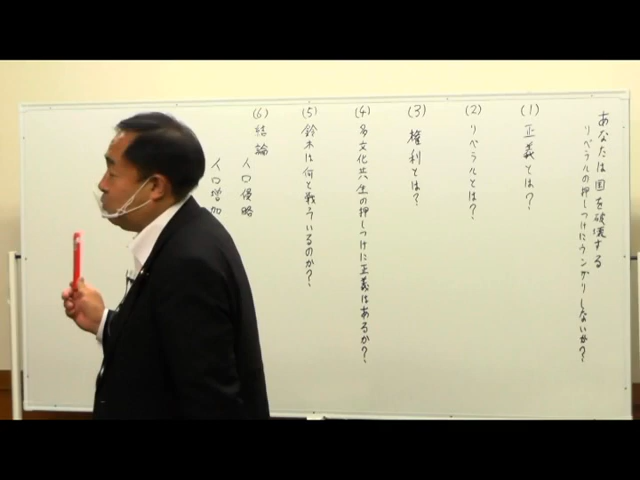 あなたは国を破壊する
リベラルの押しつけにウンザリしないか？
(1) 正義とは？
(2) リベラルとは？
(3) 権利とは？
(4) 多文化共生の押しつけに正義はあるか？
(5) 鈴木は何と戦ういるのか？
(6) 結論
人口侵略
人口増加